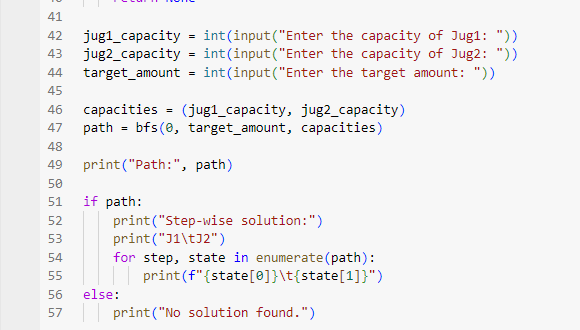 40 return None
41
42 jug1_capacity = int(input("Enter the capacity of Jug1: "))
43 jug2_capacity = int(input("Enter the capacity of Jug2: "))
44 target_amount = int(input("Enter the target amount: "))
45
46 capacities = (jug1_capacity, jug2_capacity)
47 path = bfs(0, target_amount, capacities)
48
49 print("Path:", path)
50
51 if path:
52     print("Step-wise solution:")
53     print("J1\tJ2")
54     for step, state in enumerate(path):
55         print(f"{state[0]}\t{state[1]}")
56 else:
57     print("No solution found.")